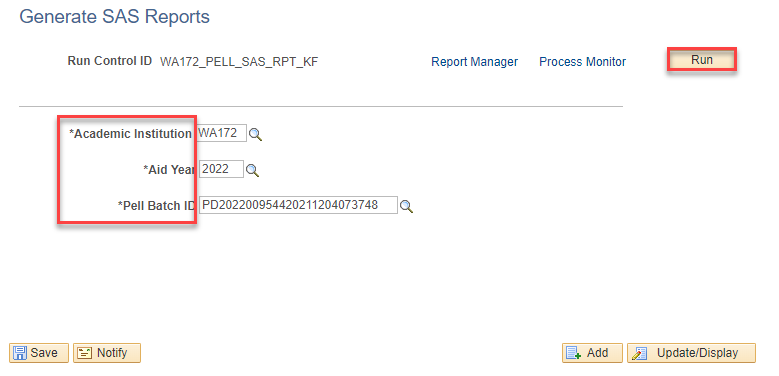 Generate SAS Reports
Run Control ID WA172_PELL_SAS_RPT_KF Report Manager Process Monitor Run
*Academic Institution WA172
*Aid Year 2022
*Pell Batch ID PD202200954420211204073748
Save Notify Add Update/Display